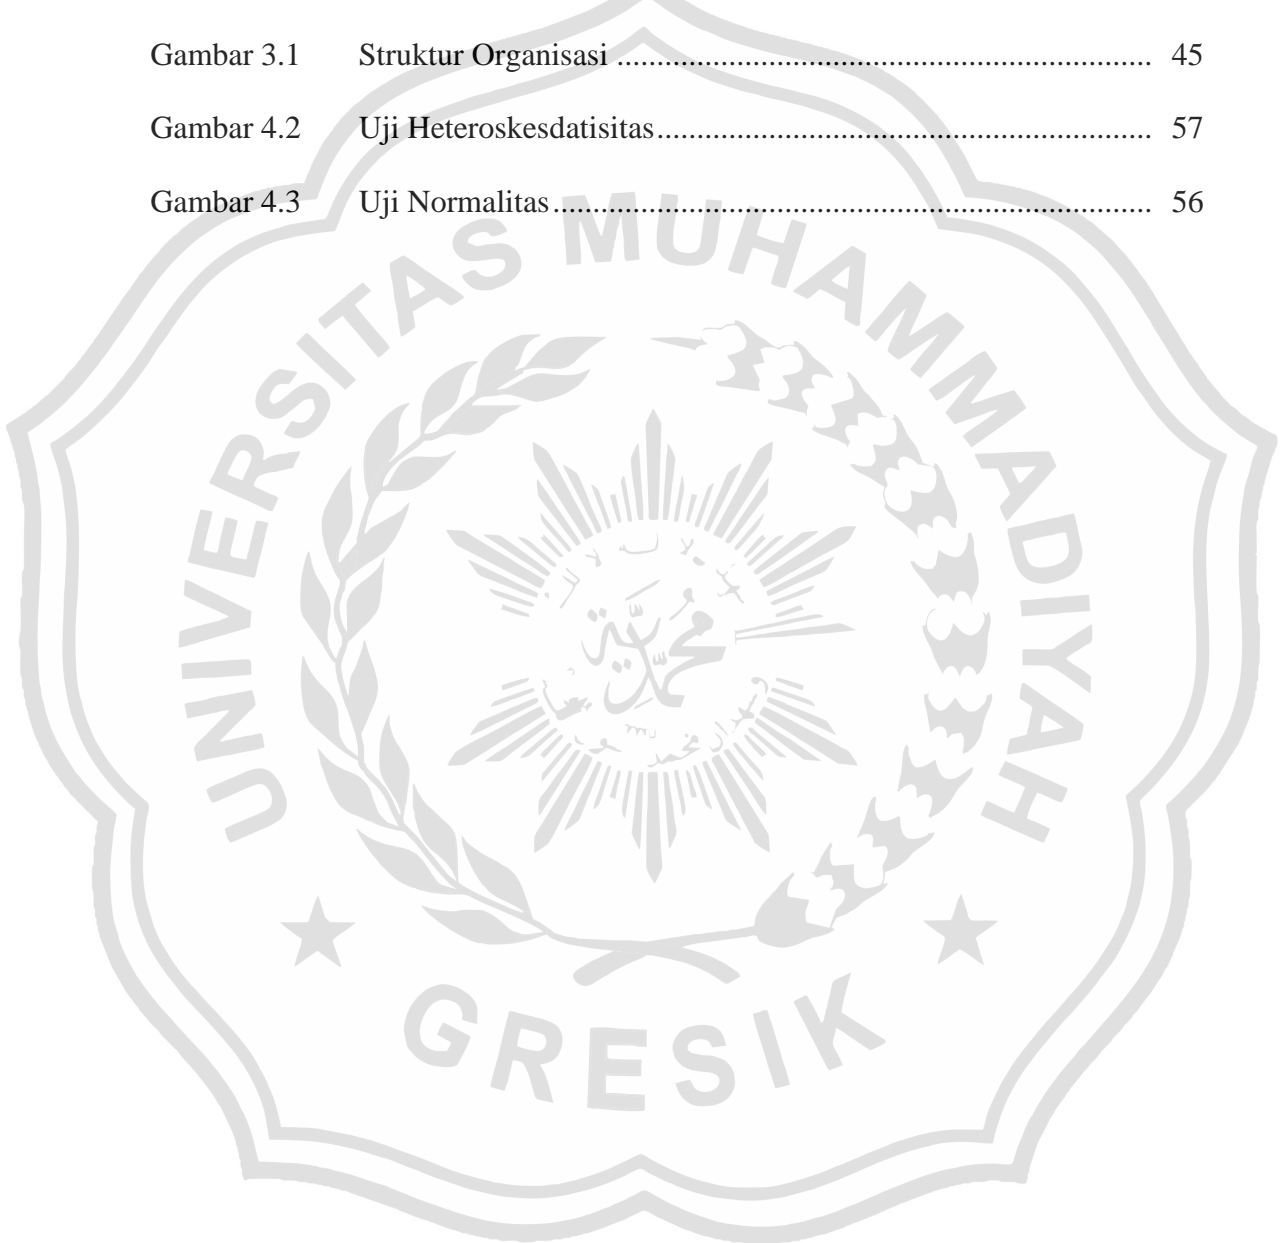 Gambar 3.1 Struktur Organisasi .................................................................. 45
Gambar 4.2 Uji Heteroskesdatisitas............................................................. 57
Gambar 4.3 Uji Normalitas.......................................................................... 56
UNIVERSITAS MUHAMMADIYAH
محمدية
GRESIK